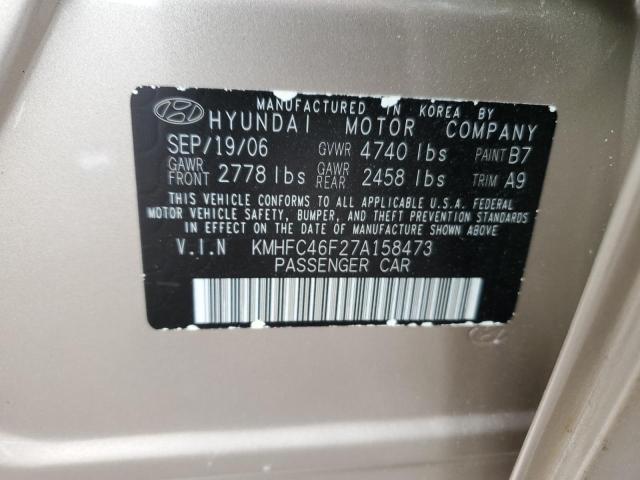 MANUFACTURED IN KOREA BY
HYUNDAI MOTOR COMPANY
SEP/19/06 GVWR 4740 lbs PAINT B7
GAWR FRONT 2778 lbs GAWR REAR 2458 lbs TRIM A9
THIS VEHICLE CONFORMS TO ALL APPLICABLE U.S.A. FEDERAL
MOTOR VEHICLE SAFETY, BUMPER, AND THEFT PREVENTION STANDARDS
IN EFFECT ON THE DATE OF MANUFACTURE SHOWN ABOVE.
V.I.N KMHFC46F27A158473
PASSENGER CAR